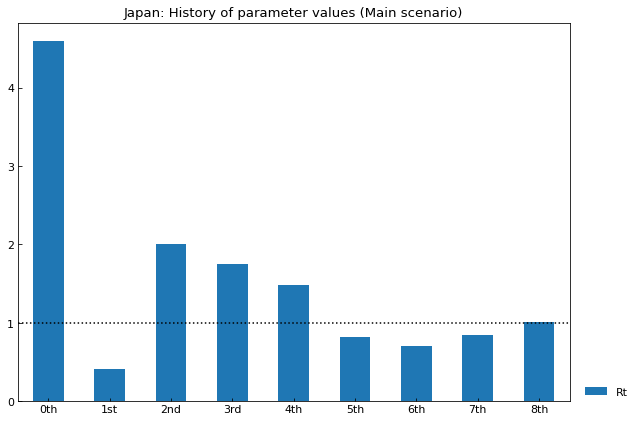 Japan: History of parameter values (Main scenario)
4
3
2
1
0
0th 1st 2nd 3rd 4th 5th 6th 7th 8th
Rt